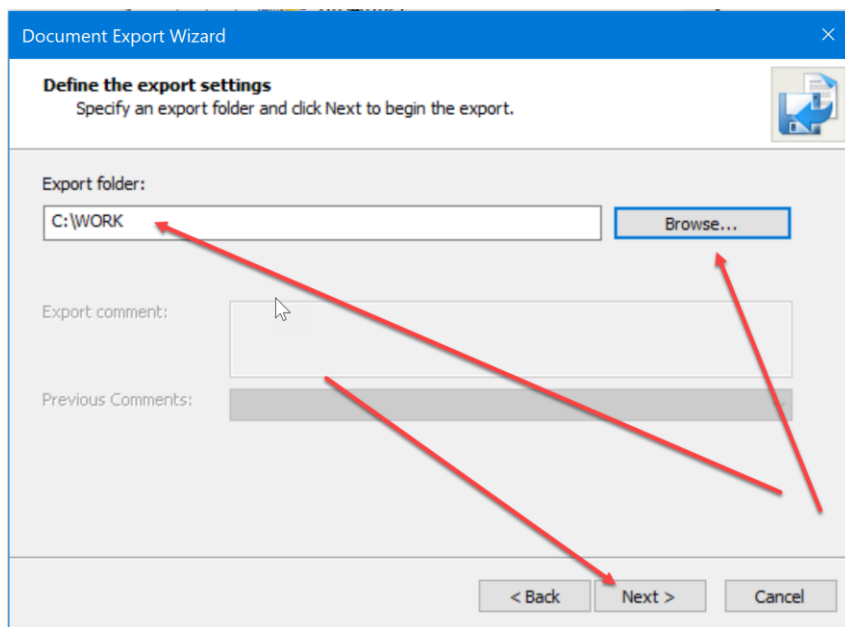 Document Export Wizard
Define the export settings
Specify an export folder and click Next to begin the export.
Export folder:
C:\WORK
Browse...
Export comment:
Previous Comments:
< Back
Next >
Cancel